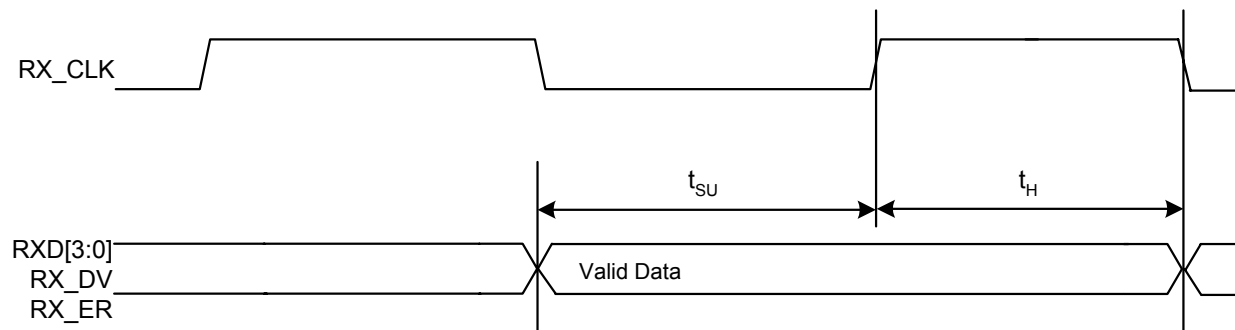 RX_CLK
tSU
tH
RXD[3:0]
RX_DV
Valid Data
RX_ER